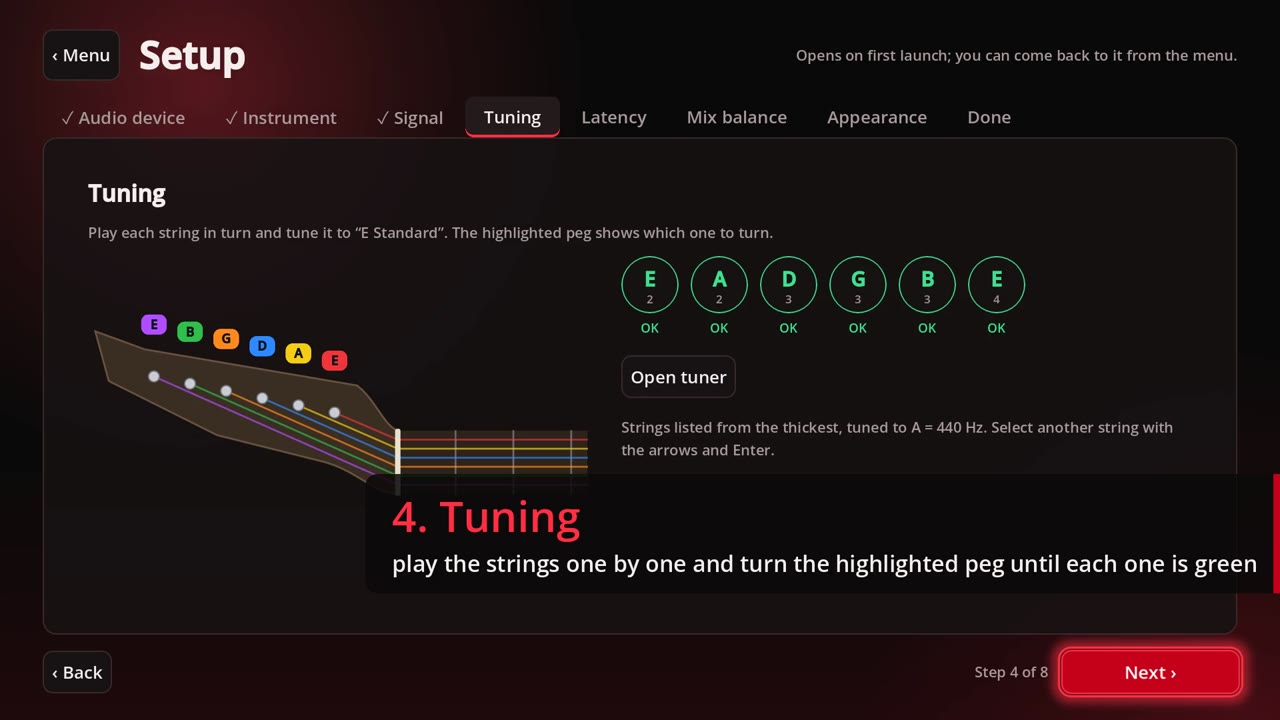 ‹ Menu
Setup
Opens on first launch; you can come back to it from the menu.
✓ Audio device
✓ Instrument
✓ Signal
Tuning
Latency
Mix balance
Appearance
Done
Tuning
Play each string in turn and tune it to “E Standard”. The highlighted peg shows which one to turn.
E A D G B E
2 2 3 3 3 4
OK OK OK OK OK OK
E B G D A E
Open tuner
Strings listed from the thickest, tuned to A = 440 Hz. Select another string with
the arrows and Enter.
4. Tuning
play the strings one by one and turn the highlighted peg until each one is green
‹ Back
Step 4 of 8
Next ›